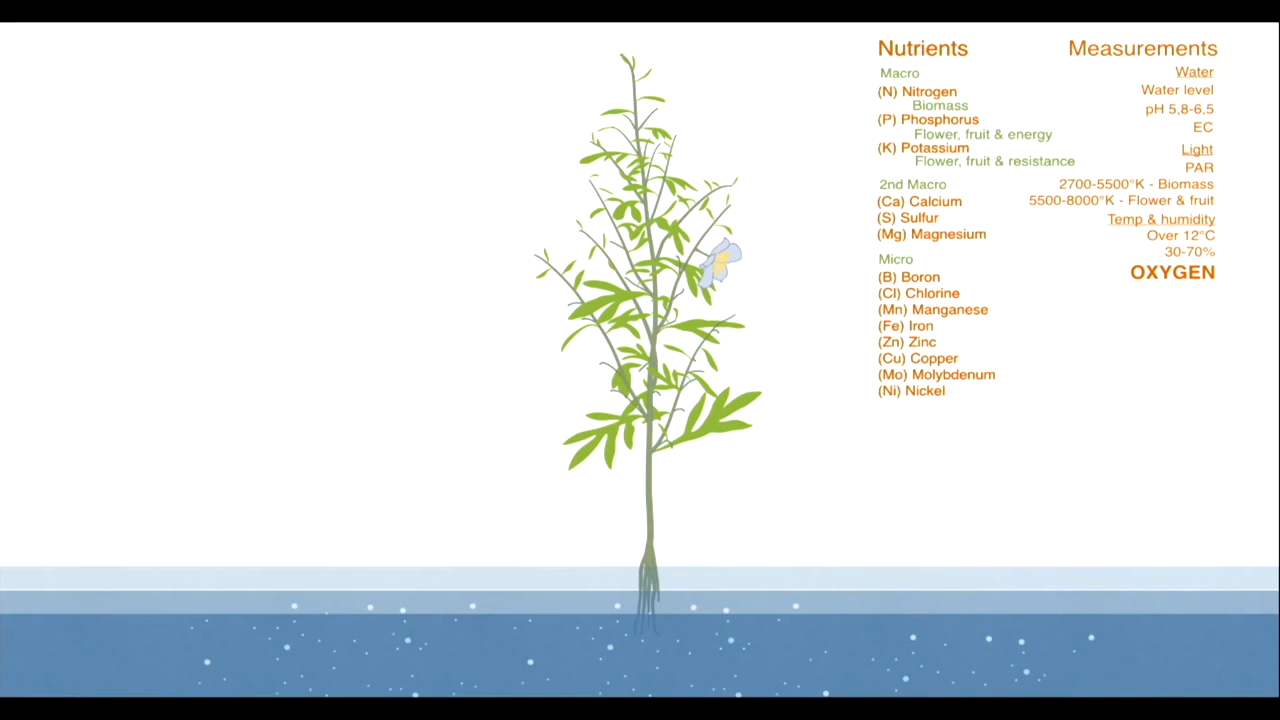 Nutrients
Macro
(N) Nitrogen
Biomass
(P) Phosphorus
Flower, fruit & energy
(K) Potassium
Flower, fruit & resistance
2nd Macro
(Ca) Calcium
(S) Sulfur
(Mg) Magnesium
Micro
(B) Boron
(Cl) Chlorine
(Mn) Manganese
(Fe) Iron
(Zn) Zinc
(Cu) Copper
(Mo) Molybdenum
(Ni) Nickel
Measurements
Water
Water level
pH 5,8-6,5
EC
Light
PAR
2700-5500°K - Biomass
5500-8000°K - Flower & fruit
Temp & humidity
Over 12°C
30-70%
OXYGEN